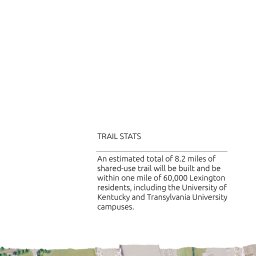 TRAIL STATS
An estimated total of 8.2 miles of
shared-use trail will be built and be
within one mile of 60,000 Lexington
residents, including the University of
Kentucky and Transylvania University
campuses.